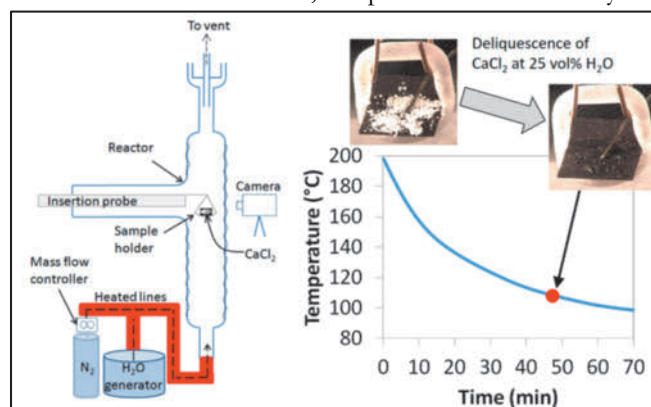 To vent
Reactor
Insertion probe
Camera
Sample
holder
CaCl₂
Mass flow
controller
Heated lines
N₂
H₂O
generator
Deliquescence of
CaCl₂ at 25 vol% H₂O
Temperature (°C)
200
180
160
140
120
100
80
0 10 20 30 40 50 60 70
Time (min)